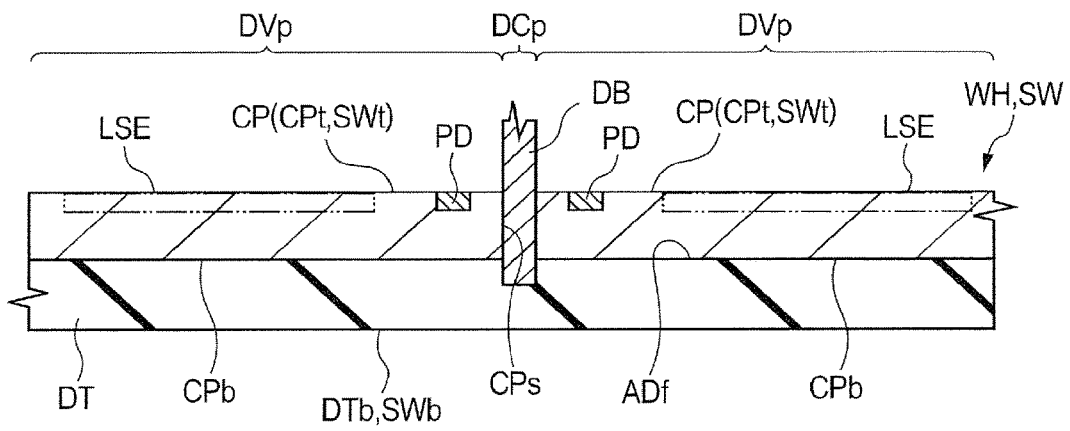 DVp DCp DVp
DB
WH,SW
CP(CPt,SWt) CP(CPt,SWt)
LSE PD PD LSE
DT CPb DTb,SWb CPs ADf CPb